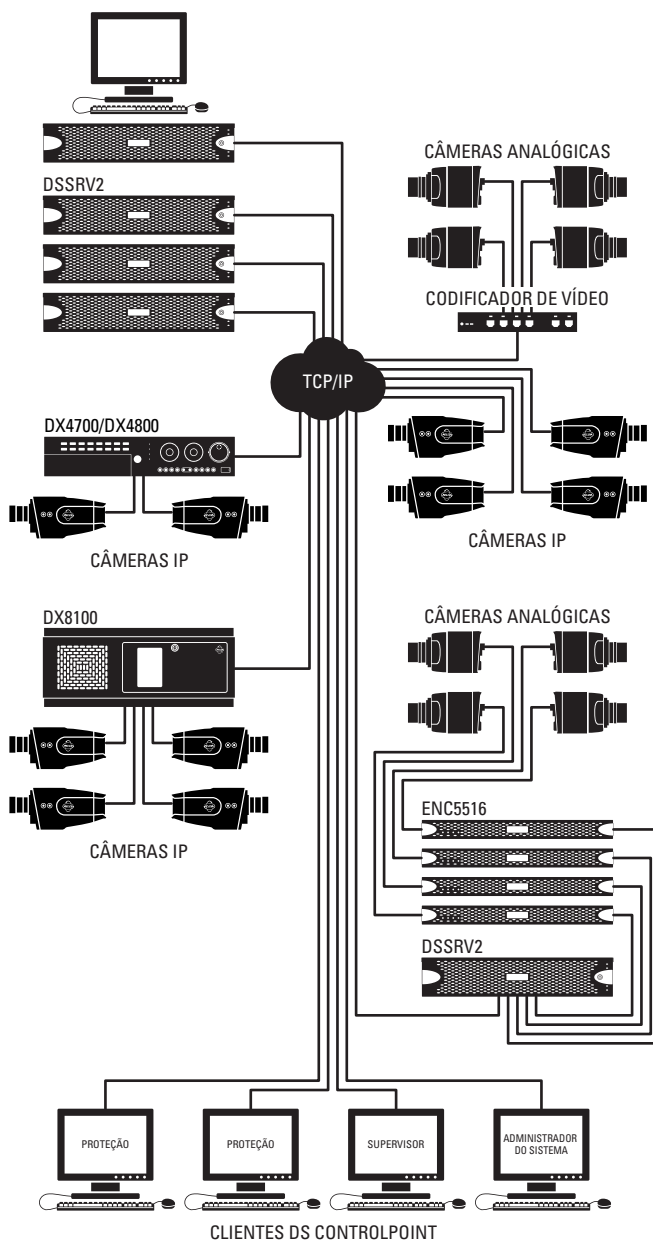 DSSRV2
CÂMERAS ANALÓGICAS
CODIFICADOR DE VÍDEO
TCP/IP
DX4700/DX4800
CÂMERAS IP
CÂMERAS IP
DX8100
CÂMERAS IP
CÂMERAS ANALÓGICAS
ENC5516
DSSRV2
PROTEÇÃO
PROTEÇÃO
SUPERVISOR
ADMINISTRADOR
DO SISTEMA
CLIENTES DS CONTROLPOINT